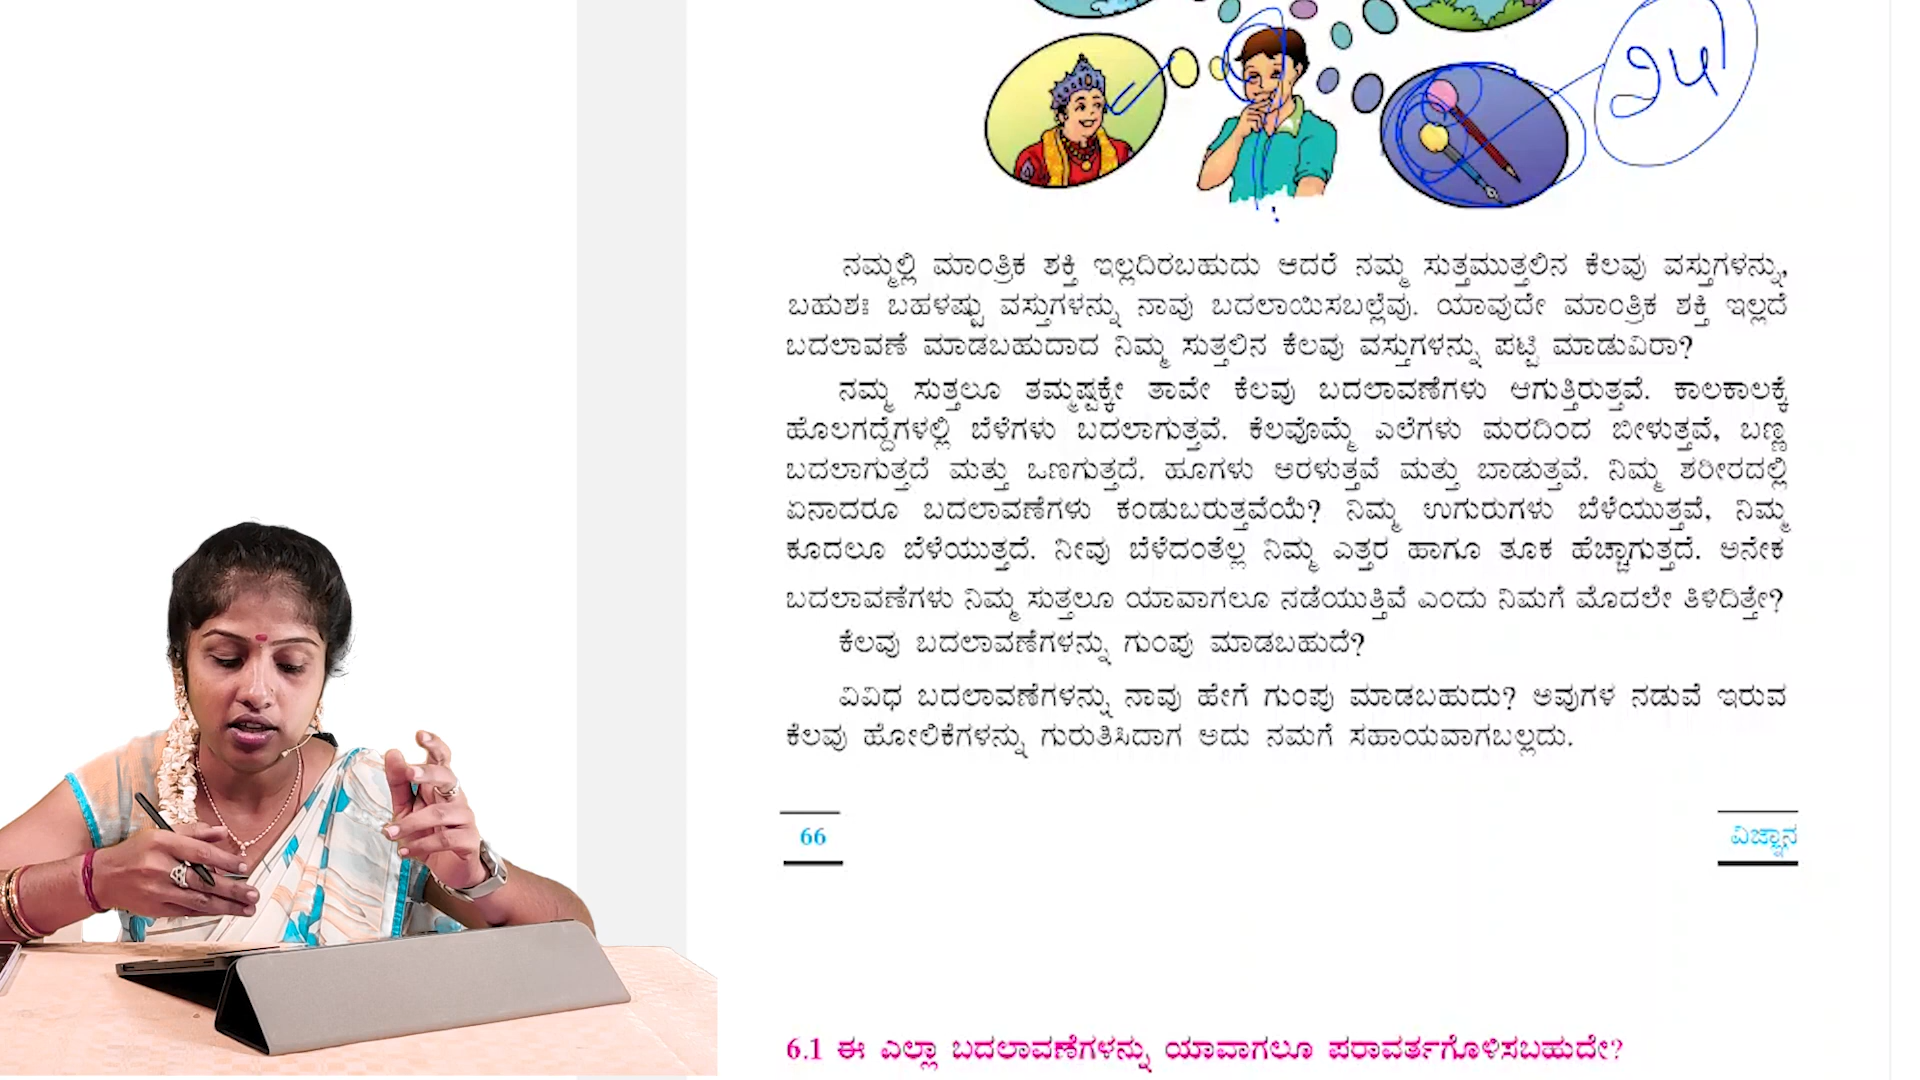 ನಮ್ಮಲ್ಲಿ ಮಾಂತ್ರಿಕ ಶಕ್ತಿ ಇಲ್ಲದಿರಬಹುದು ಆದರೆ ನಮ್ಮ ಸುತ್ತಮುತ್ತಲಿನ ಕೆಲವು ವಸ್ತುಗಳನ್ನು,
ಬಹುಶಃ ಬಹಳಷ್ಟು ವಸ್ತುಗಳನ್ನು ನಾವು ಬದಲಾಯಿಸಬಲ್ಲೆವು. ಯಾವುದೇ ಮಾಂತ್ರಿಕ ಶಕ್ತಿ ಇಲ್ಲದೆ
ಬದಲಾವಣೆ ಮಾಡಬಹುದಾದ ನಿಮ್ಮ ಸುತ್ತಲಿನ ಕೆಲವು ವಸ್ತುಗಳನ್ನು ಪಟ್ಟಿ ಮಾಡುವಿರಾ?
ನಮ್ಮ ಸುತ್ತಲೂ ತಮ್ಮಷ್ಟಕ್ಕೇ ತಾವೇ ಕೆಲವು ಬದಲಾವಣೆಗಳು ಆಗುತ್ತಿರುತ್ತವೆ. ಕಾಲಕಾಲಕ್ಕೆ
ಹೊಲಗದ್ದೆಗಳಲ್ಲಿ ಬೆಳೆಗಳು ಬದಲಾಗುತ್ತವೆ. ಕೆಲವೊಮ್ಮೆ ಎಲೆಗಳು ಮರದಿಂದ ಬೀಳುತ್ತವೆ, ಬಣ್ಣ
ಬದಲಾಗುತ್ತದೆ ಮತ್ತು ಒಣಗುತ್ತದೆ. ಹೂಗಳು ಅರಳುತ್ತವೆ ಮತ್ತು ಬಾಡುತ್ತವೆ. ನಿಮ್ಮ ಶರೀರದಲ್ಲಿ
ಏನಾದರೂ ಬದಲಾವಣೆಗಳು ಕಂಡುಬರುತ್ತವೆಯೆ? ನಿಮ್ಮ ಉಗುರುಗಳು ಬೆಳೆಯುತ್ತವೆ, ನಿಮ್ಮ
ಕೂದಲೂ ಬೆಳೆಯುತ್ತದೆ. ನೀವು ಬೆಳೆದಂತೆಲ್ಲ ನಿಮ್ಮ ಎತ್ತರ ಹಾಗೂ ತೂಕ ಹೆಚ್ಚಾಗುತ್ತದೆ. ಅನೇಕ
ಬದಲಾವಣೆಗಳು ನಿಮ್ಮ ಸುತ್ತಲೂ ಯಾವಾಗಲೂ ನಡೆಯುತ್ತಿವೆ ಎಂದು ನಿಮಗೆ ಮೊದಲೇ ತಿಳಿದಿತ್ತೇ?
ಕೆಲವು ಬದಲಾವಣೆಗಳನ್ನು ಗುಂಪು ಮಾಡಬಹುದೆ?
ವಿವಿಧ ಬದಲಾವಣೆಗಳನ್ನು ನಾವು ಹೇಗೆ ಗುಂಪು ಮಾಡಬಹುದು? ಅವುಗಳ ನಡುವೆ ಇರುವ
ಕೆಲವು ಹೋಲಿಕೆಗಳನ್ನು ಗುರುತಿಸಿದಾಗ ಅದು ನಮಗೆ ಸಹಾಯವಾಗಬಲ್ಲದು.
66
ವಿಜ್ಞಾನ
6.1 ಈ ಎಲ್ಲಾ ಬದಲಾವಣೆಗಳನ್ನು ಯಾವಾಗಲೂ ಪರಾವರ್ತಗೊಳಿಸಬಹುದೇ?